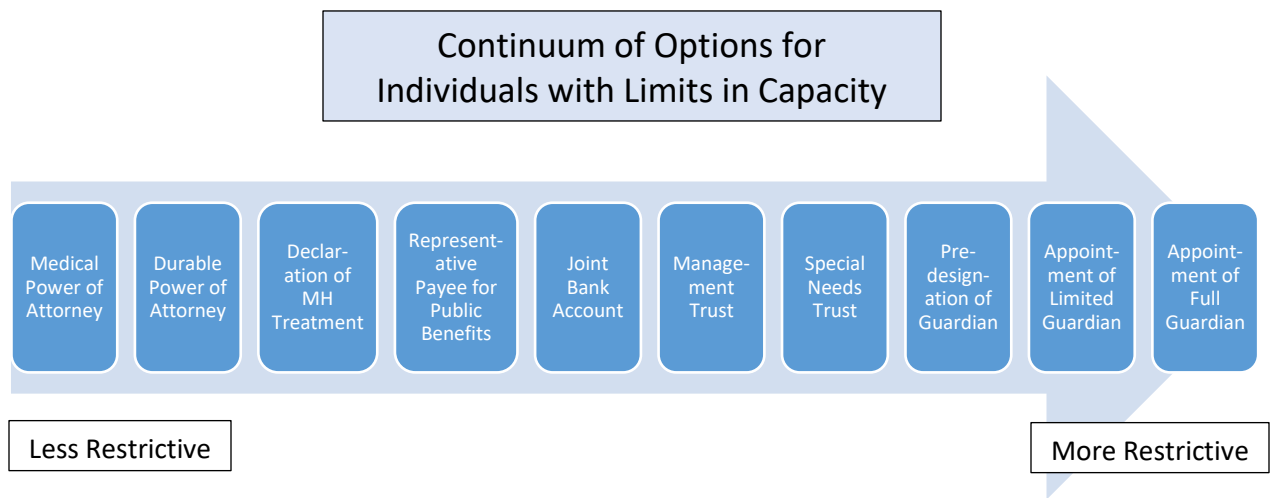 Continuum of Options for
Individuals with Limits in Capacity
Medical
Power of
Attorney
Durable
Power of
Attorney
Declar-
ation of
MH
Treatment
Represent-
ative
Payee for
Public
Benefits
Joint
Bank
Account
Manage-
ment
Trust
Special
Needs
Trust
Pre-
design-
ation of
Guardian
Appoint-
ment of
Limited
Guardian
Appoint-
ment of
Full
Guardian
Less Restrictive
More Restrictive